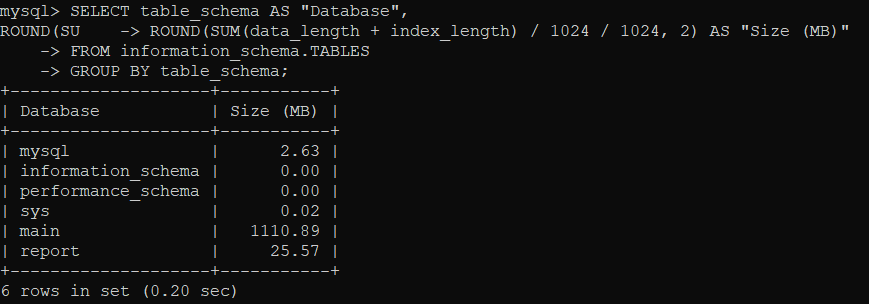 mysql> SELECT table_schema AS "Database",
ROUND(SU    -> ROUND(SUM(data_length + index_length) / 1024 / 1024, 2) AS "Size (MB)"
    -> FROM information_schema.TABLES
    -> GROUP BY table_schema;
+--------------------+-----------+
| Database           | Size (MB) |
+--------------------+-----------+
| mysql              |      2.63 |
| information_schema |      0.00 |
| performance_schema |      0.00 |
| sys                |      0.02 |
| main               |   1110.89 |
| report             |     25.57 |
+--------------------+-----------+
6 rows in set (0.20 sec)